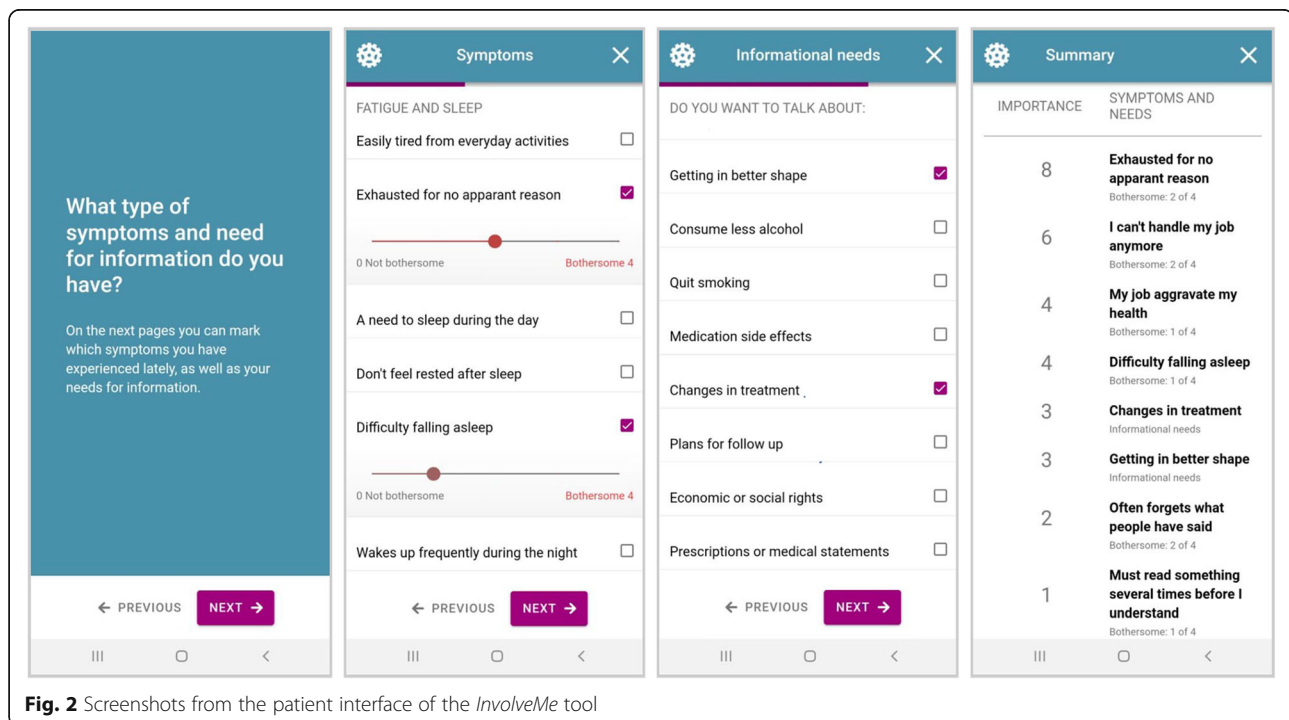 What type of
symptoms and need
for information do you
have?
On the next pages you can mark
which symptoms you have
experienced lately, as well as your
needs for information.
PREVIOUS
NEXT
Symptoms
FATIGUE AND SLEEP
Easily tired from everyday activities
Exhausted for no apparant reason
0 Not bothersome Bothersome 4
A need to sleep during the day
Don't feel rested after sleep
Difficulty falling asleep
0 Not bothersome Bothersome 4
Wakes up frequently during the night
PREVIOUS
NEXT
Informational needs
DO YOU WANT TO TALK ABOUT:
Getting in better shape
Consume less alcohol
Quit smoking
Medication side effects
Changes in treatment
Plans for follow up
Economic or social rights
Prescriptions or medical statements
PREVIOUS
NEXT
Summary
IMPORTANCE
SYMPTOMS AND
NEEDS
8
Exhausted for no
apparant reason
Bothersome: 2 of 4
6
I can't handle my job
anymore
Bothersome: 2 of 4
4
My job aggravate my
health
Bothersome: 1 of 4
4
Difficulty falling asleep
Bothersome: 1 of 4
3
Changes in treatment
Informational needs
3
Getting in better shape
Informational needs
2
Often forgets what
people have said
Bothersome: 2 of 4
1
Must read something
several times before I
understand
Bothersome: 1 of 4
Fig. 2 Screenshots from the patient interface of the InvolveMe tool